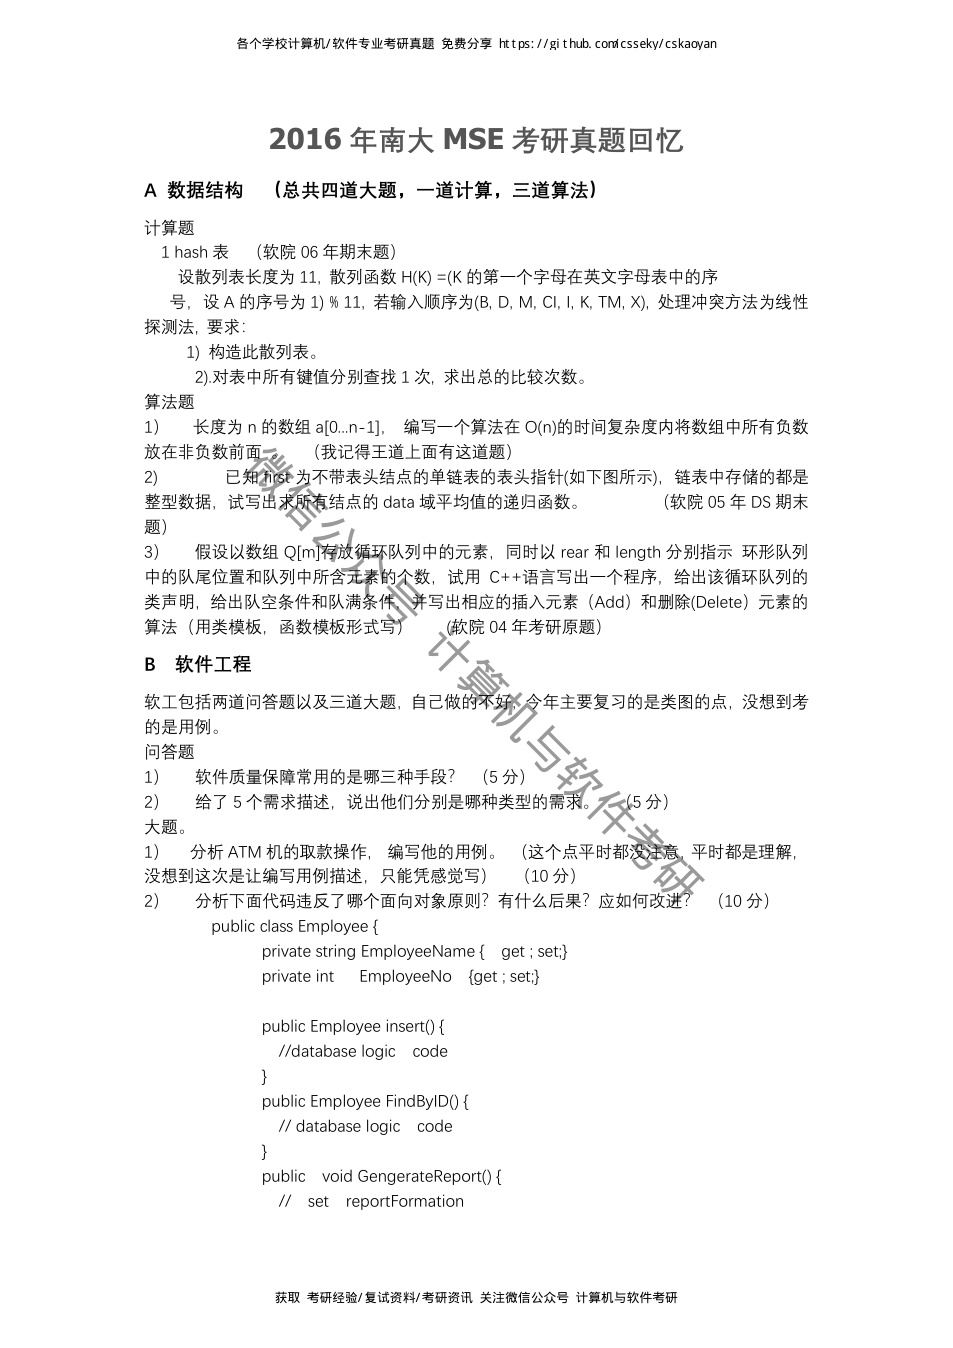 各个学校计算机/软件专业考研真题 免费分享 https://github.com/csseky/cskaoyan
2016 年南大 MSE 考研真题回忆
A 数据结构 （总共四道大题，一道计算，三道算法）
计算题
1 hash 表 （软院 06 年期末题）
设散列表长度为 11, 散列函数 H(K) =(K 的第一个字母在英文字母表中的序
号，设 A 的序号为 1) % 11, 若输入顺序为(B, D, M, CI, I, K, TM, X), 处理冲突方法为线性
探测法, 要求:
1) 构造此散列表。
2).对表中所有键值分别查找 1 次, 求出总的比较次数。
算法题
1) 长度为 n 的数组 a[0...n-1], 编写一个算法在 O(n)的时间复杂度内将数组中所有负数
放在非负数前面 。 （我记得王道上面有这道题）
2) 已知 first 为不带表头结点的单链表的表头指针(如下图所示)，链表中存储的都是
整型数据，试写出求所有结点的 data 域平均值的递归函数。 （软院 05 年 DS 期末
题）
3) 假设以数组 Q[m]存放循环队列中的元素，同时以 rear 和 length 分别指示 环形队列
中的队尾位置和队列中所含元素的个数，试用 C++语言写出一个程序，给出该循环队列的
类声明，给出队空条件和队满条件，并写出相应的插入元素（Add）和删除(Delete）元素的
算法（用类模板，函数模板形式写） （软院 04 年考研原题）
B 软件工程
软工包括两道问答题以及三道大题, 自己做的不好, 今年主要复习的是类图的点, 没想到考
的是用例。
问答题
1) 软件质量保障常用的是哪三种手段? （5 分）
2) 给了 5 个需求描述，说出他们分别是哪种类型的需求。 （5 分）
大题。
1) 分析 ATM 机的取款操作， 编写他的用例。 （这个点平时都没注意, 平时都是理解,
没想到这次是让编写用例描述，只能凭感觉写） （10 分）
2) 分析下面代码违反了哪个面向对象原则? 有什么后果? 应如何改进? （10 分）
public class Employee {
private string EmployeeName { get ; set;}
private int EmployeeNo {get ; set;}
public Employee insert() {
//database logic code
}
public Employee FindByID() {
// database logic code
}
public void GengerateReport() {
// set reportFormation
微信公众号 计算机与软件考研
获取 考研经验/复试资料/考研资讯 关注微信公众号 计算机与软件考研